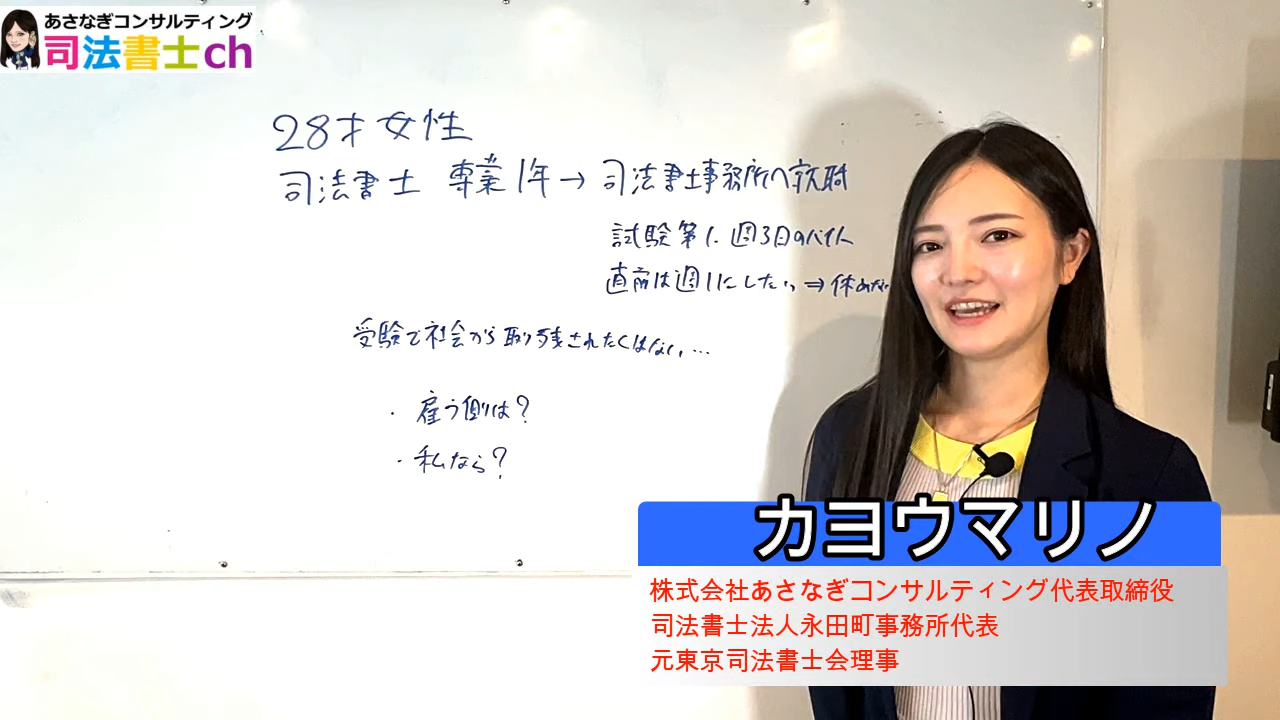 あさなぎコンサルティング
司法書士ch
28才女性
司法書士 専業1年→司法書士事務所へ就職
試験第1、週3日のバイト
直前は週1にしたい⇒休めな
受験で社会から取り残されたくはない…
・雇う側は?
・私なら?
カヨウマリノ
株式会社あさなぎコンサルティング代表取締役
司法書士法人永田町事務所代表
元東京司法書士会理事